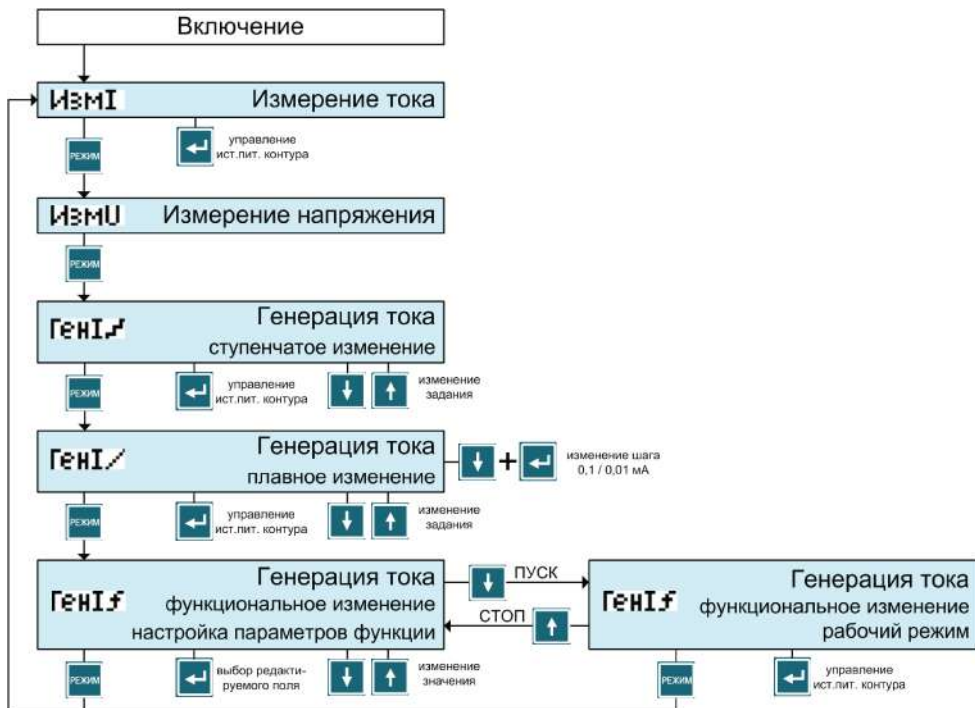 Включение
ИзмI Измерение тока
РЕЖИМ
управление
ист.пит. контура
ИзмU Измерение напряжения
РЕЖИМ
ГенI Генерация тока
ступенчатое изменение
РЕЖИМ
управление
ист.пит. контура
изменение
задания
ГенI Генерация тока
плавное изменение
+
изменение шага
0,1 / 0,01 мА
РЕЖИМ
управление
ист.пит. контура
изменение
задания
ГенIf Генерация тока
функциональное изменение
настройка параметров функции
ПУСК
СТОП
ГенIf Генерация тока
функциональное изменение
рабочий режим
РЕЖИМ
выбор редакти-
руемого поля
изменение
значения
РЕЖИМ
управление
ист.пит. контура